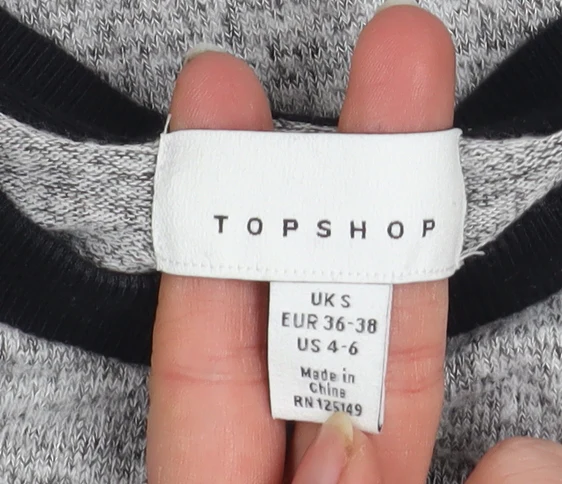 TOPSHOP
UK S
EUR 36-38
US 4-6
Made in
China
RN 125149